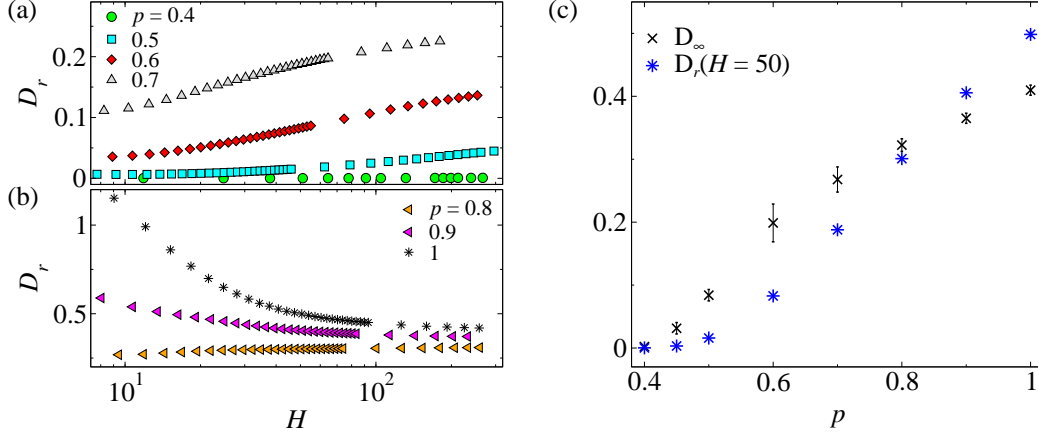 (a)
p = 0.4
0.5
0.6
0.7
0.2
0.1
0
D_r
(b)
p = 0.8
0.9
1
1
0.5
D_r
10^1
10^2
H
(c)
D_∞
D_r(H = 50)
0.4
0.2
0
0.4
0.6
0.8
1
p